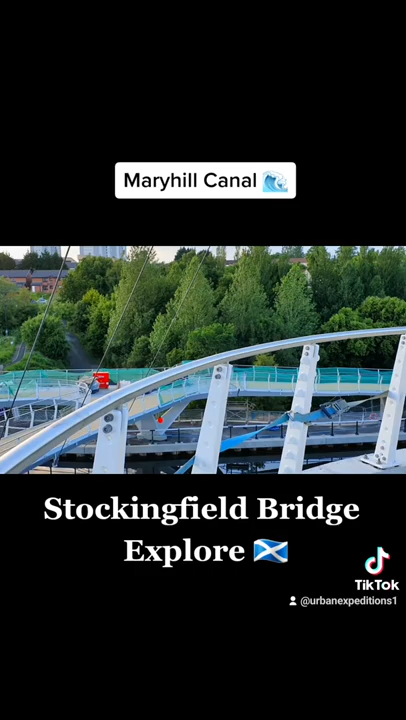 Maryhill Canal 🌊
Stockingfield Bridge
Explore 🏴󠁧󠁢󠁳󠁣󠁴󠁿
TikTok
@urbanexpeditions1